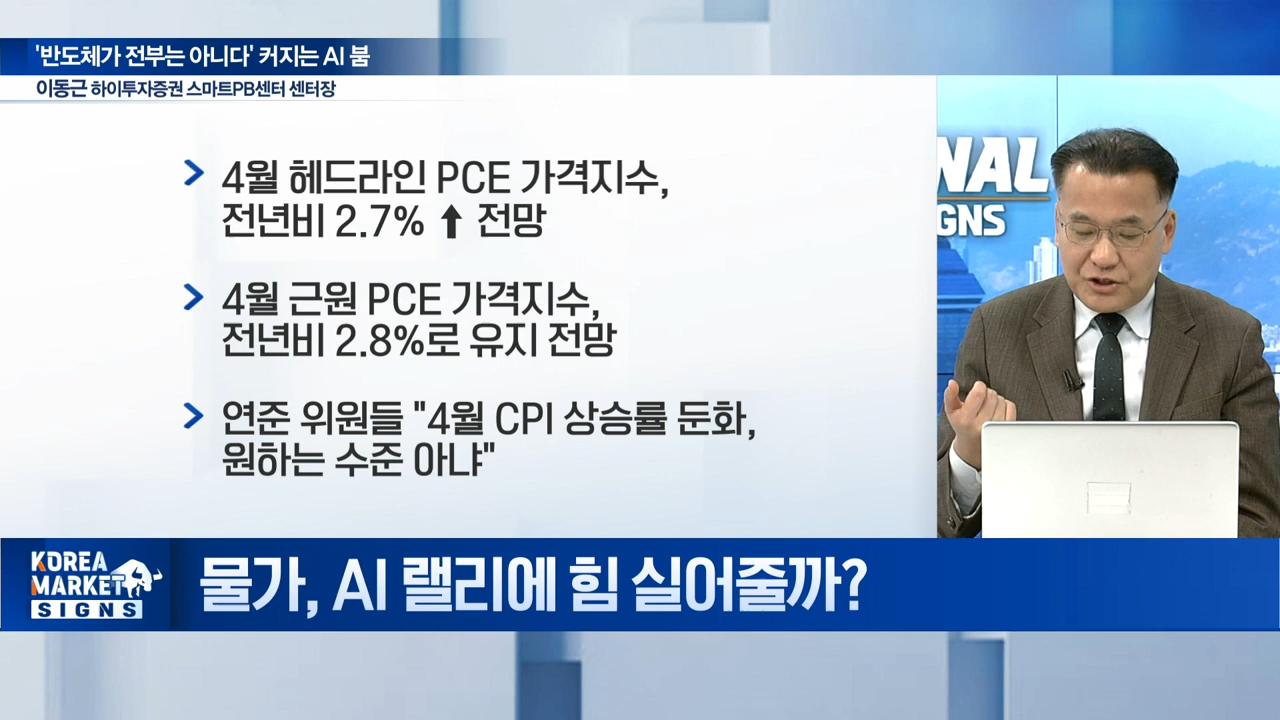 '반도체가 전부는 아니다' 커지는 AI 붐
이동근 하이투자증권 스마트PB센터 센터장
4월 헤드라인 PCE 가격지수,
전년비 2.7% ⬆ 전망
4월 근원 PCE 가격지수,
전년비 2.8%로 유지 전망
연준 위원들 "4월 CPI 상승률 둔화,
원하는 수준 아냐"
NAL
GNS
KOREA
MARKET
SIGNS
물가, AI 랠리에 힘 실어줄까?